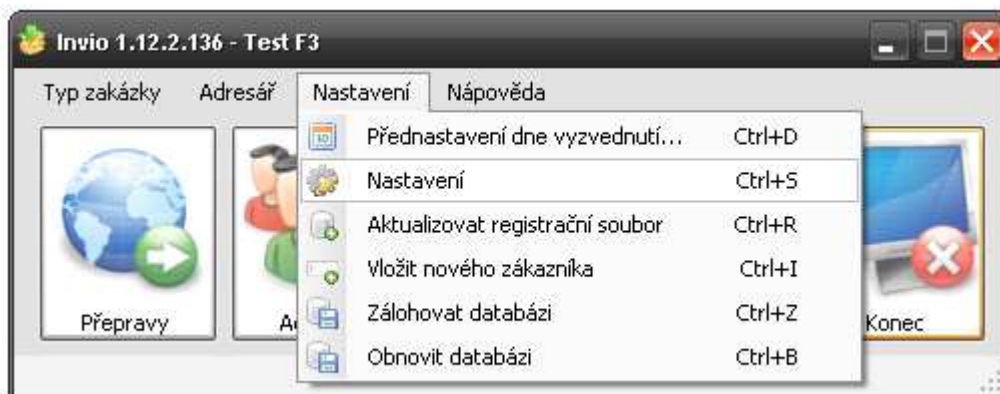 Invio 1.12.2.136 - Test F3
Typ zakázky Adresář Nastavení Nápověda
Přednastavení dne vyzvednutí... Ctrl+D
Nastavení Ctrl+S
Aktualizovat registrační soubor Ctrl+R
Vložit nového zákazníka Ctrl+I
Zálohovat databázi Ctrl+Z
Obnovit databázi Ctrl+B
Přepravy
Konec